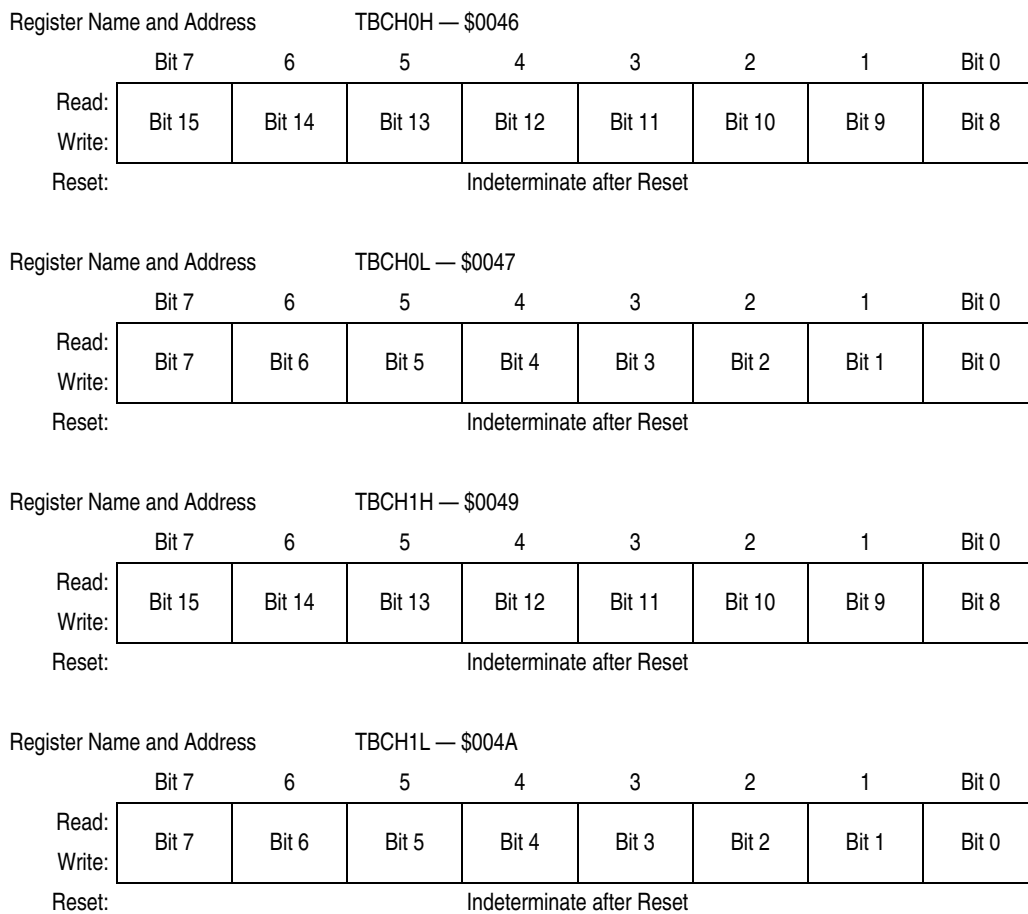 Register Name and Address TBCH0H — $0046
Bit 7 6 5 4 3 2 1 Bit 0
Read:
Bit 15 Bit 14 Bit 13 Bit 12 Bit 11 Bit 10 Bit 9 Bit 8
Write:
Reset: Indeterminate after Reset
Register Name and Address TBCH0L — $0047
Bit 7 6 5 4 3 2 1 Bit 0
Read:
Bit 7 Bit 6 Bit 5 Bit 4 Bit 3 Bit 2 Bit 1 Bit 0
Write:
Reset: Indeterminate after Reset
Register Name and Address TBCH1H — $0049
Bit 7 6 5 4 3 2 1 Bit 0
Read:
Bit 15 Bit 14 Bit 13 Bit 12 Bit 11 Bit 10 Bit 9 Bit 8
Write:
Reset: Indeterminate after Reset
Register Name and Address TBCH1L — $004A
Bit 7 6 5 4 3 2 1 Bit 0
Read:
Bit 7 Bit 6 Bit 5 Bit 4 Bit 3 Bit 2 Bit 1 Bit 0
Write:
Reset: Indeterminate after Reset